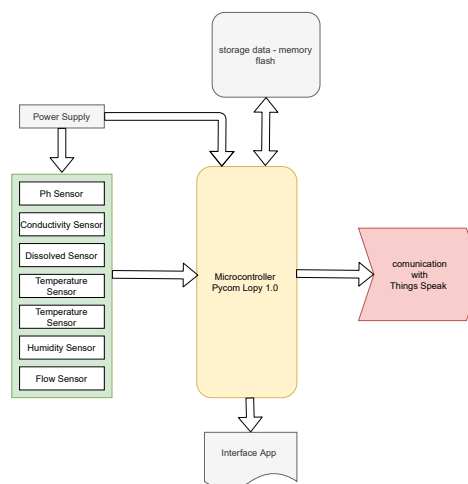 storage data - memory
flash
Power Supply
Ph Sensor
Conductivity Sensor
Dissolved Sensor
Temperature
Sensor
Temperature
Sensor
Humidity Sensor
Flow Sensor
Microcontroller
Pycom Lopy 1.0
comunication
with
Things Speak
Interface App